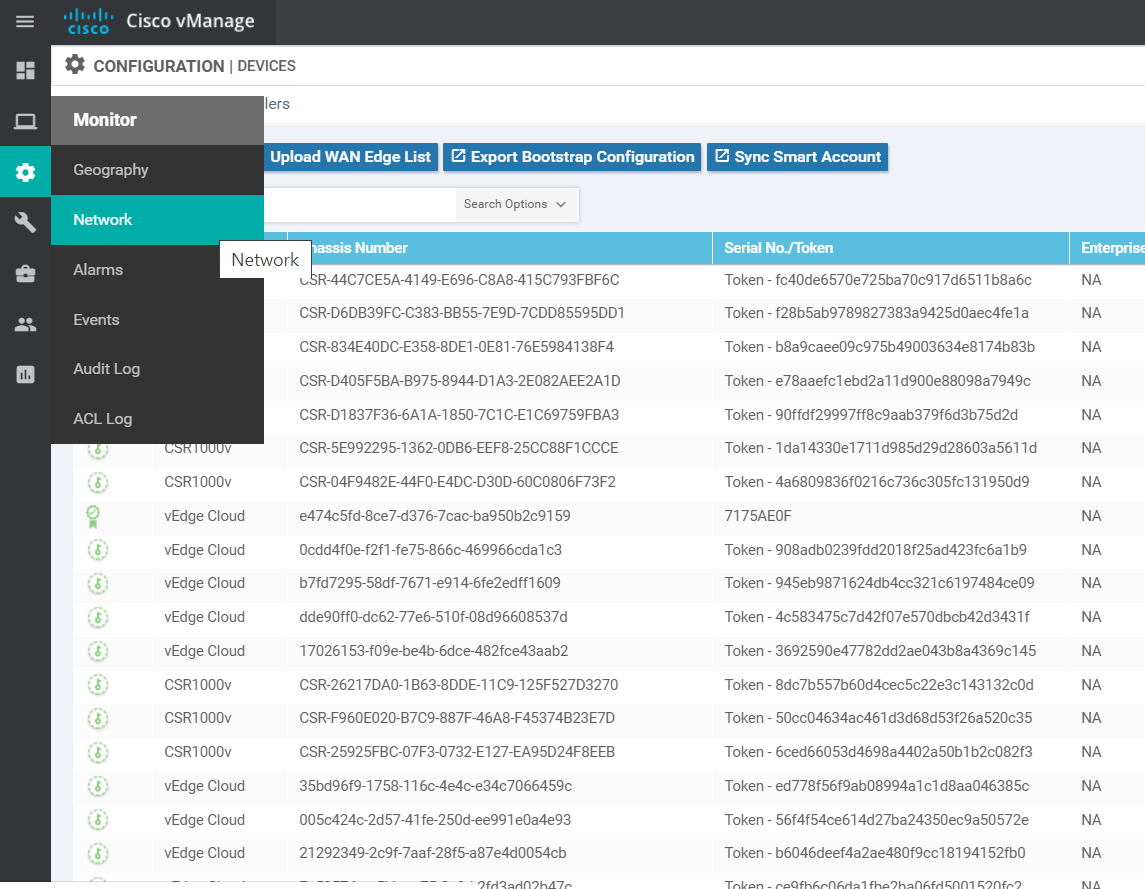 cisco Cisco vManage
CONFIGURATION | DEVICES
Monitor
lers
Geography
Upload WAN Edge List Export Bootstrap Configuration Sync Smart Account
Network
Search Options
Network
Chassis Number Serial No./Token Enterprise
Alarms
CSR-44C7CE5A-4149-E696-C8A8-415C793FBF6C Token - fc40de6570e725ba70c917d6511b8a6c NA
Events
CSR-D6DB39FC-C383-BB55-7E9D-7CDD85595DD1 Token - f28b5ab9789827383a9425d0aec4fe1a NA
CSR-834E40DC-E358-8DE1-0E81-76E5984138F4 Token - b8a9caee09c975b49003634e8174b83b NA
Audit Log
CSR-D405F5BA-B975-8944-D1A3-2E082AEE2A1D Token - e78aaefc1ebd2a11d900e88098a7949c NA
ACL Log
CSR-D1837F36-6A1A-1850-7C1C-E1C69759FBA3 Token - 90ffdf29997ff8c9aab379f6d3b75d2d NA
CSR1000v CSR-5E992295-1362-0DB6-EEF8-25CC88F1CCCE Token - 1da14330e1711d985d29d28603a5611d NA
CSR1000v CSR-04F9482E-44F0-E4DC-D30D-60C0806F73F2 Token - 4a6809836f0216c736c305fc131950d9 NA
vEdge Cloud e474c5fd-8ce7-d376-7cac-ba950b2c9159 7175AE0F NA
vEdge Cloud 0cdd4f0e-f2f1-fe75-866c-469966cda1c3 Token - 908adb0239fdd2018f25ad423fc6a1b9 NA
vEdge Cloud b7fd7295-58df-7671-e914-6fe2edff1609 Token - 945eb9871624db4cc321c6197484ce09 NA
vEdge Cloud dde90ff0-dc62-77e6-510f-08d96608537d Token - 4c583475c7d42f07e570dbcb42d3431f NA
vEdge Cloud 17026153-f09e-be4b-6dce-482fce43aab2 Token - 3692590e47782dd2ae043b8a4369c145 NA
CSR1000v CSR-26217DA0-1B63-8DDE-11C9-125F527D3270 Token - 8dc7b557b60d4cec5c22e3c143132c0d NA
CSR1000v CSR-F960E020-B7C9-887F-46A8-F45374B23E7D Token - 50cc04634ac461d3d68d53f26a520c35 NA
CSR1000v CSR-25925FBC-07F3-0732-E127-EA95D24F8EEB Token - 6ced66053d4698a4402a50b1b2c082f3 NA
vEdge Cloud 35bd96f9-1758-116c-4e4c-e34c7066459c Token - ed778f56f9ab08994a1c1d8aa046385c NA
vEdge Cloud 005c424c-2d57-41fe-250d-ee991e0a4e93 Token - 56f4f54ce614d27ba24350ec9a50572e NA
vEdge Cloud 21292349-2c9f-7aaf-28f5-a87e4d0054cb Token - b6046deef4a2ae480f9cc18194152fb0 NA
vEdge Cloud Token - ce9fb6c06da1fbe2ba06fd5001520fc2 NA